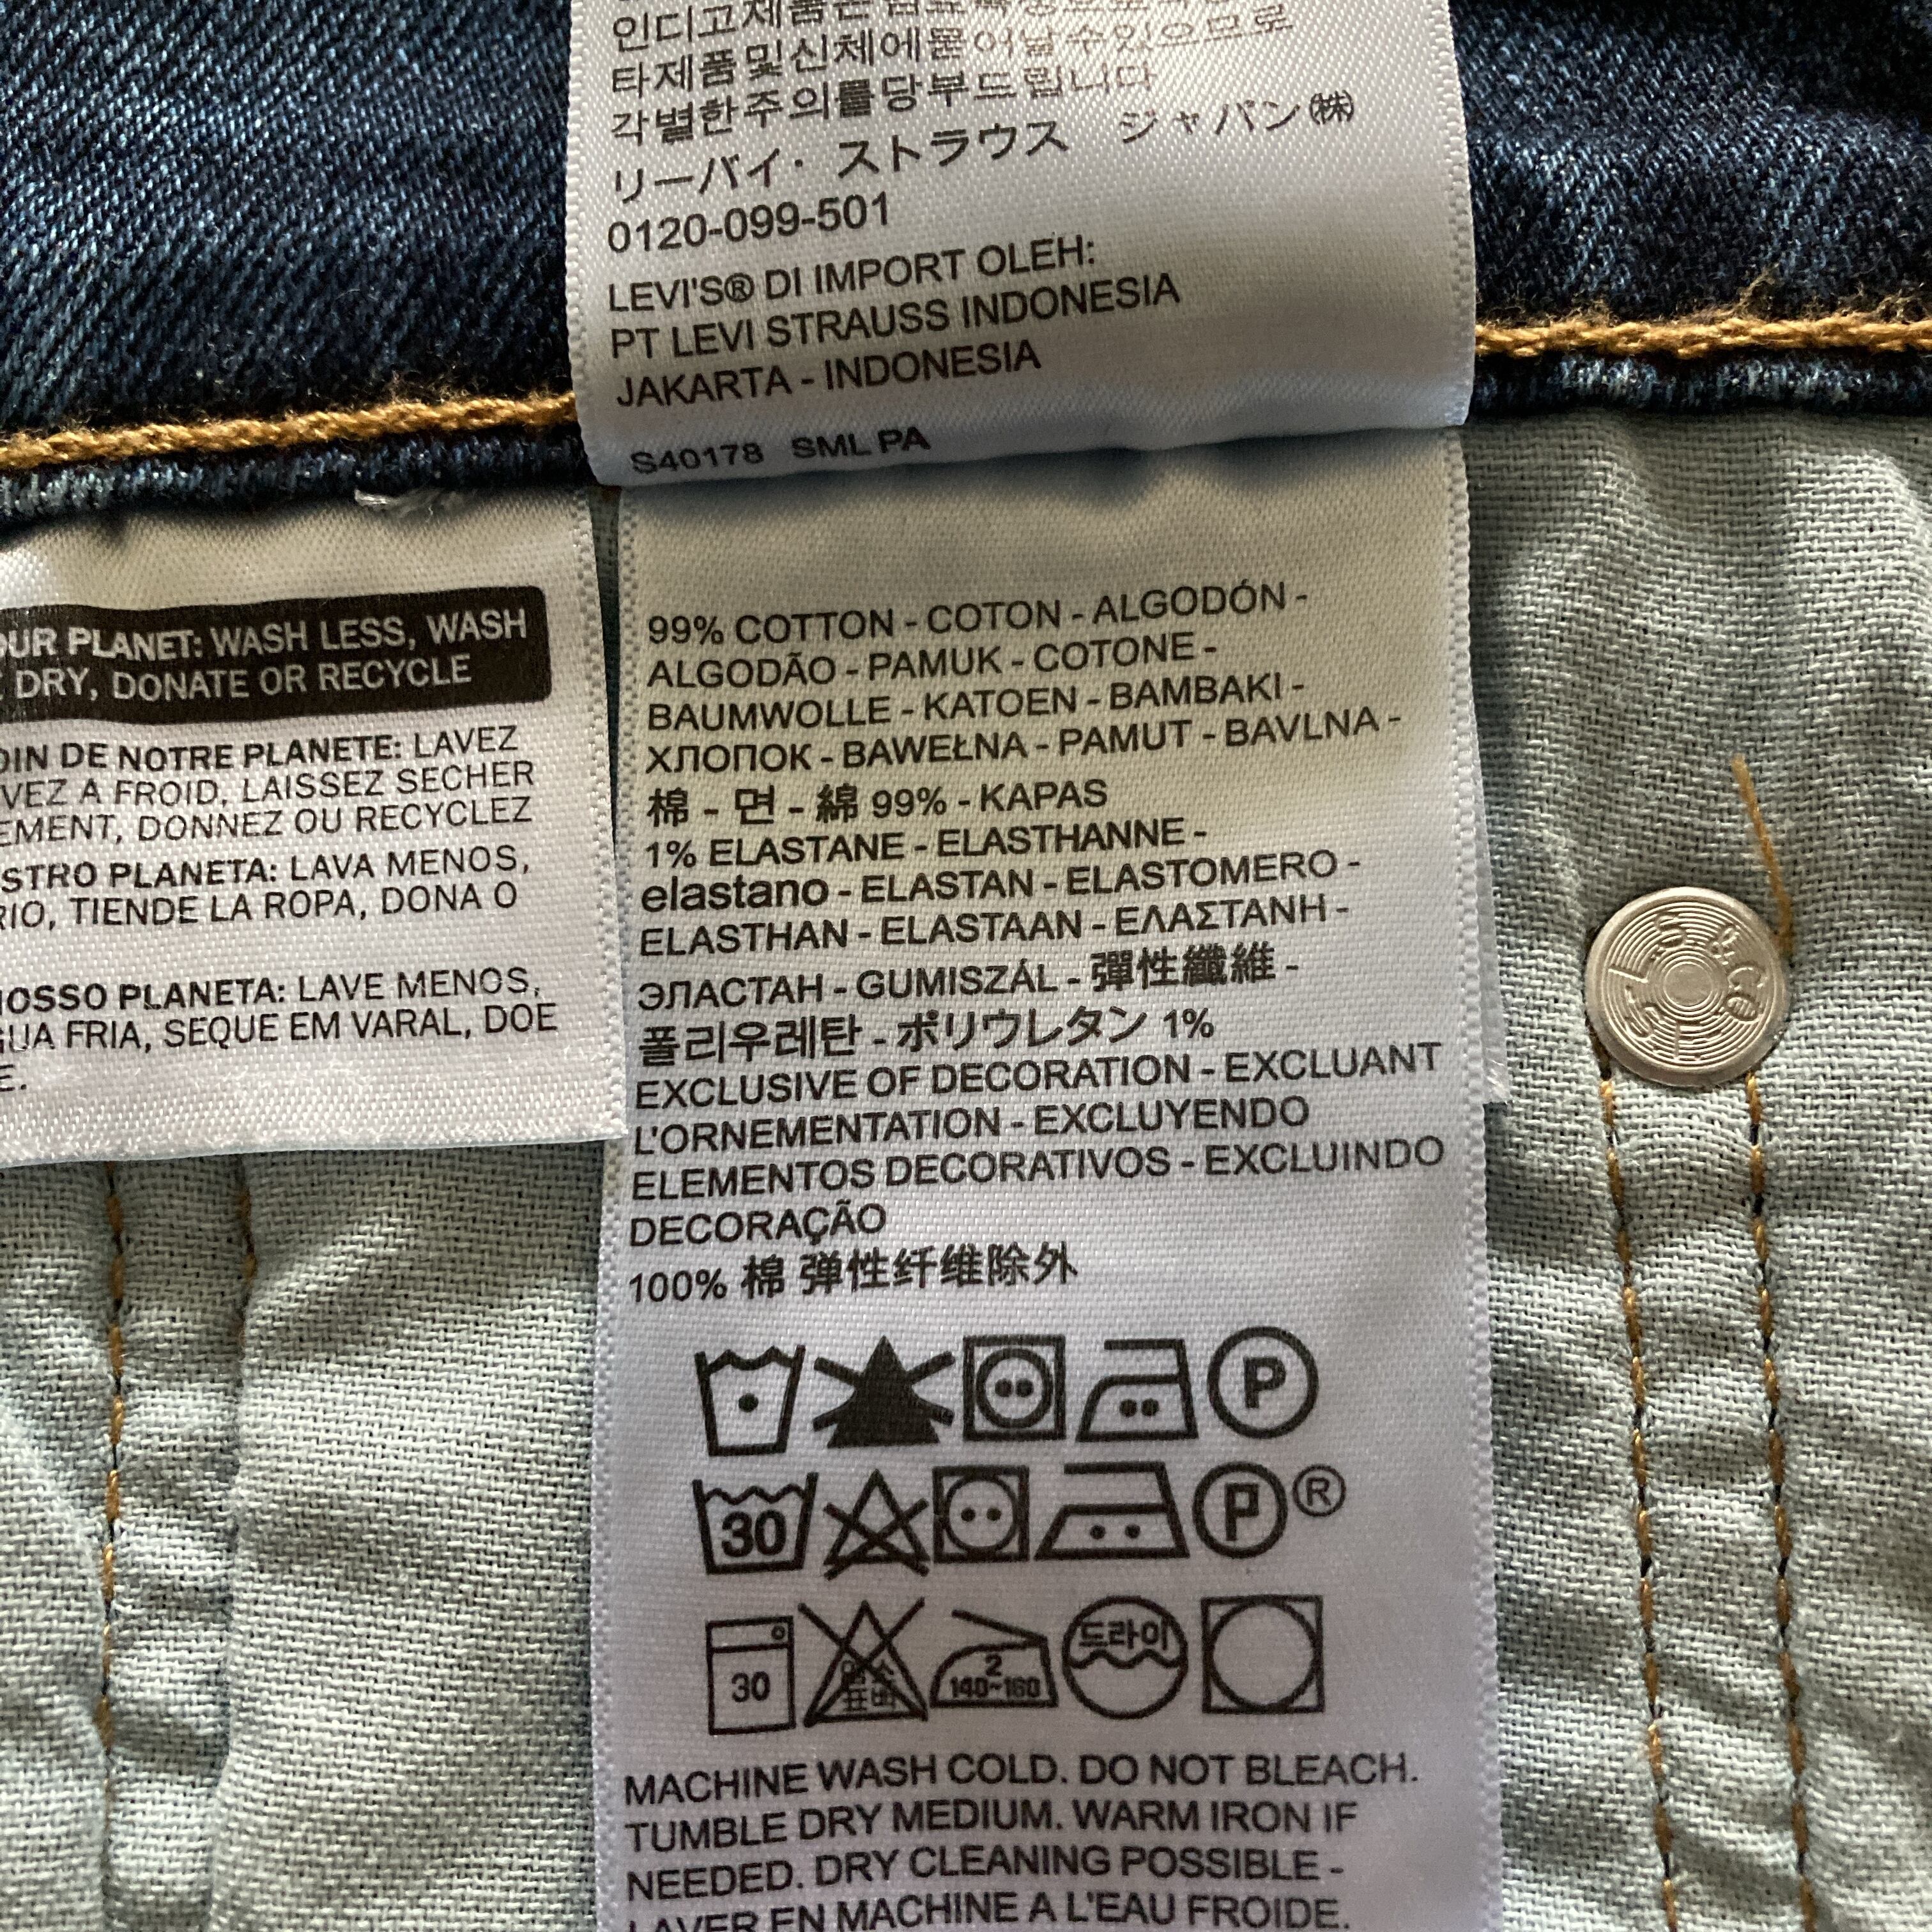 인디고제품은
타제품및신체에묻어날수있으므로
각별한주의를당부드립니다
リーバイ・ストラウス ジャパン㈱
0120-099-501
LEVI'S® DI IMPORT OLEH:
PT LEVI STRAUSS INDONESIA
JAKARTA - INDONESIA
S40178 SML PA
OUR PLANET: WASH LESS, WASH
DRY, DONATE OR RECYCLE
DE NOTRE PLANETE: LAVEZ
A FROID, LAISSEZ SECHER
DONNEZ OU RECYCLEZ
PLANETA: LAVA MENOS,
TIENDE LA ROPA, DONA O
PLANETA: LAVE MENOS,
FRIA, SEQUE EM VARAL, DOE
E.
99% COTTON - COTON - ALGODÓN -
ALGODÃO - PAMUK - COTONE -
BAUMWOLLE - KATOEN - BAMBAKI -
ХЛОПОК - BAWEŁNA - PAMUT - BAVLNA -
棉 - 면 - 綿 99% - KAPAS
1% ELASTANE - ELASTHANNE -
elastano - ELASTAN - ELASTOMERO -
ELASTHAN - ELASTAAN - ΕΛΑΣΤΑΝΗ -
ЭЛАСТАН - GUMISZÁL - 彈性纖維 -
폴리우레탄 - ポリウレタン 1%
EXCLUSIVE OF DECORATION - EXCLUANT
L'ORNEMENTATION - EXCLUYENDO
ELEMENTOS DECORATIVOS - EXCLUINDO
DECORAÇÃO
100% 棉 弹性纤维除外
P
30 P ®
30 염소표백 2 140~160 드라이
MACHINE WASH COLD. DO NOT BLEACH.
TUMBLE DRY MEDIUM. WARM IRON IF
NEEDED. DRY CLEANING POSSIBLE -
LAVER EN MACHINE A L'EAU FROIDE.
L.S. & CO